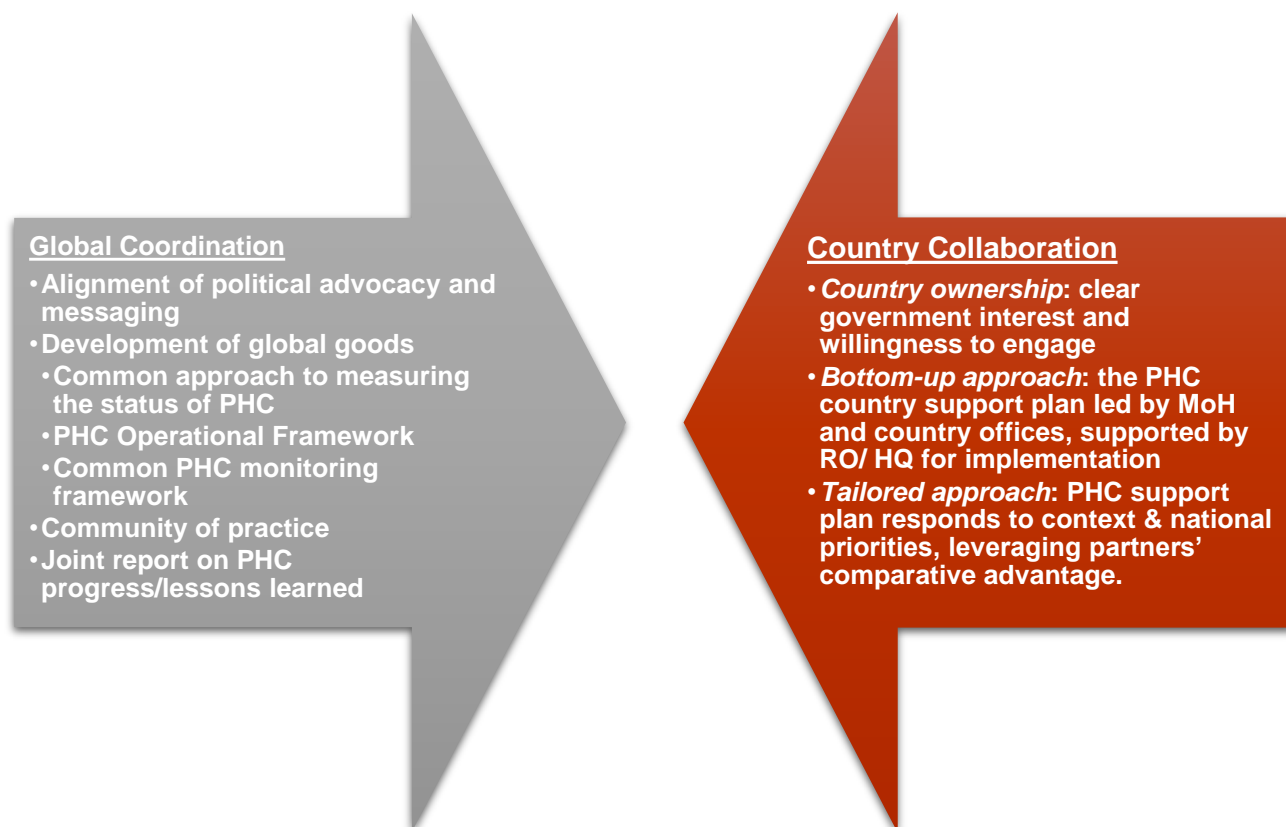 Global Coordination
•Alignment of political advocacy and
messaging
•Development of global goods
•Common approach to measuring
the status of PHC
•PHC Operational Framework
•Common PHC monitoring
framework
•Community of practice
•Joint report on PHC
progress/lessons learned
Country Collaboration
•Country ownership: clear
government interest and
willingness to engage
•Bottom-up approach: the PHC
country support plan led by MoH
and country offices, supported by
RO/ HQ for implementation
•Tailored approach: PHC support
plan responds to context & national
priorities, leveraging partners’
comparative advantage.